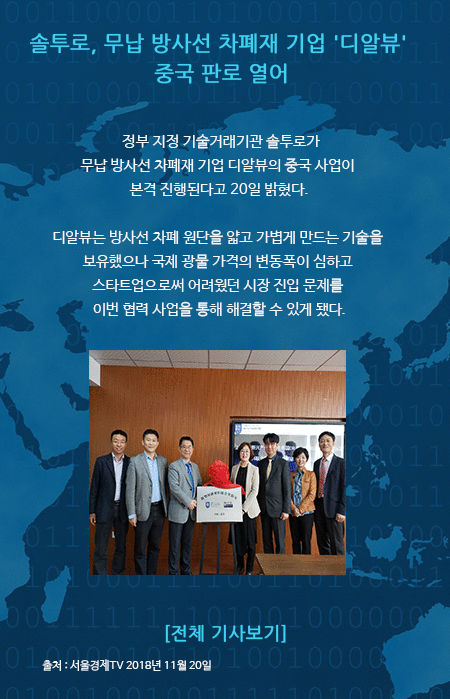 솔투로, 무납 방사선 차폐재 기업 '디알뷰'
중국 판로 열어
정부 지정 기술거래기관 솔투로가
무납 방사선 차폐재 기업 디알뷰의 중국 사업이
본격 진행된다고 20일 밝혔다.
디알뷰는 방사선 차폐 원단을 얇고 가볍게 만드는 기술을
보유했으나 국제 광물 가격의 변동폭이 심하고
스타트업으로써 어려웠던 시장 진입 문제를
이번 협력 사업을 통해 해결할 수 있게 됐다.
[전체 기사보기]
출처 : 서울경제TV 2018년 11월 20일